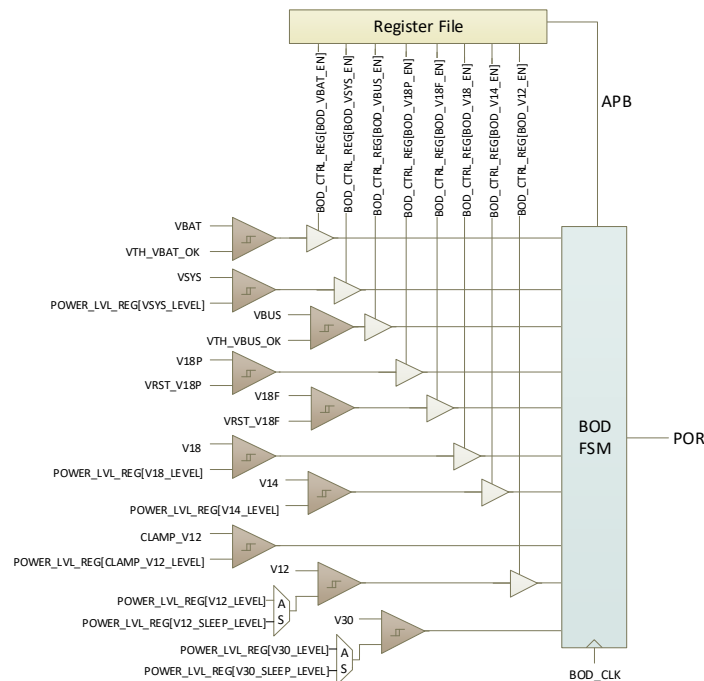 Register File
BOD_CTRL_REG[BOD_VBAT_EN]
BOD_CTRL_REG[BOD_VSYS_EN]
BOD_CTRL_REG[BOD_VBUS_EN]
BOD_CTRL_REG[BOD_V18P_EN]
BOD_CTRL_REG[BOD_V18F_EN]
BOD_CTRL_REG[BOD_V18_EN]
BOD_CTRL_REG[BOD_V14_EN]
BOD_CTRL_REG[BOD_V12_EN]
APB
VBAT
VTH_VBAT_OK
VSYS
POWER_LVL_REG[VSYS_LEVEL]
VBUS
VTH_VBUS_OK
V18P
VRST_V18P
V18F
VRST_V18F
V18
POWER_LVL_REG[V18_LEVEL]
V14
POWER_LVL_REG[V14_LEVEL]
CLAMP_V12
POWER_LVL_REG[CLAMP_V12_LEVEL]
V12
POWER_LVL_REG[V12_LEVEL]
A
POWER_LVL_REG[V12_SLEEP_LEVEL]
S
V30
POWER_LVL_REG[V30_LEVEL]
A
POWER_LVL_REG[V30_SLEEP_LEVEL]
S
BOD
FSM
POR
BOD_CLK